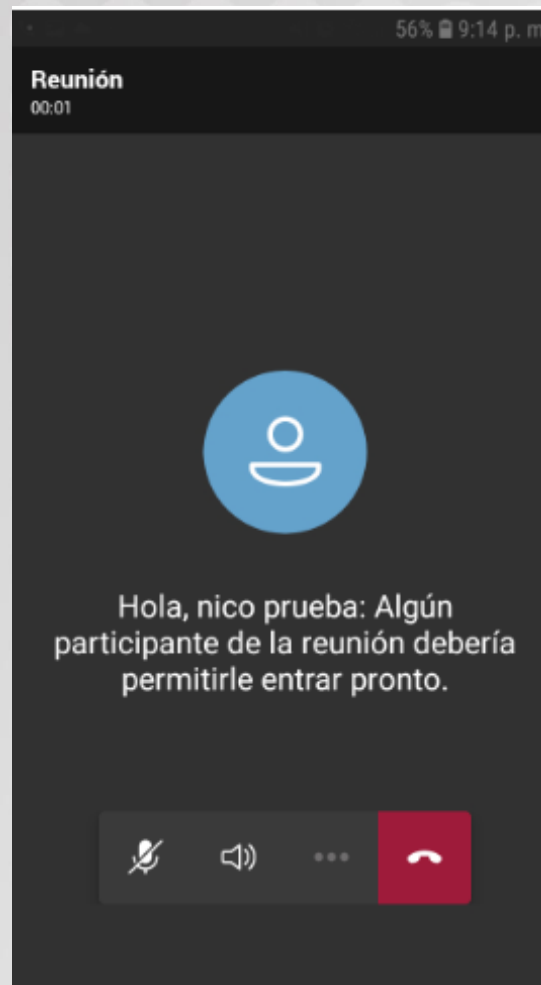 56% 9:14 p. m
Reunión
00:01
Hola, nico prueba: Algún
participante de la reunión debería
permitirle entrar pronto.